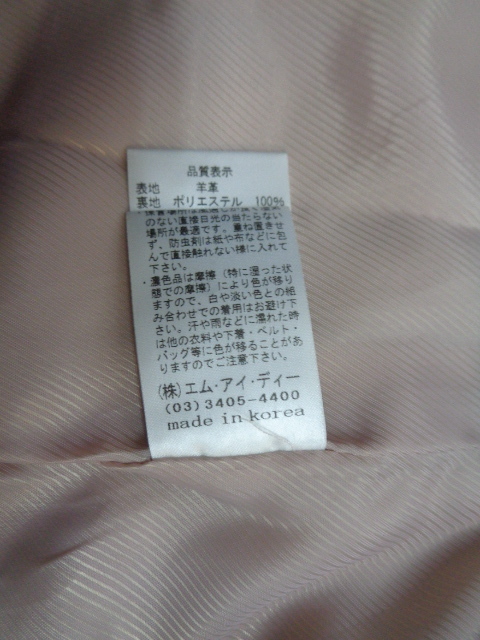 品質表示
表地 羊革
裏地 ポリエステル 100%
のない直接日光の当たらない
場所が最適です。重ね置きせ
ず、防虫剤は紙や布などに包
んで直接触れない様に入れて
下さい。
・濃色品は摩擦（特に湿った状
態での摩擦）により色が移り
ますので、白や淡い色との組
み合わせでの着用はお避け下
さい。汗や雨などに濡れた時
は他の衣料や下着・ベルト・
バッグ等に色が移ることがあ
りますのでご注意下さい。
(株)エム・アイ・ディー
(03)3405-4400
made in korea